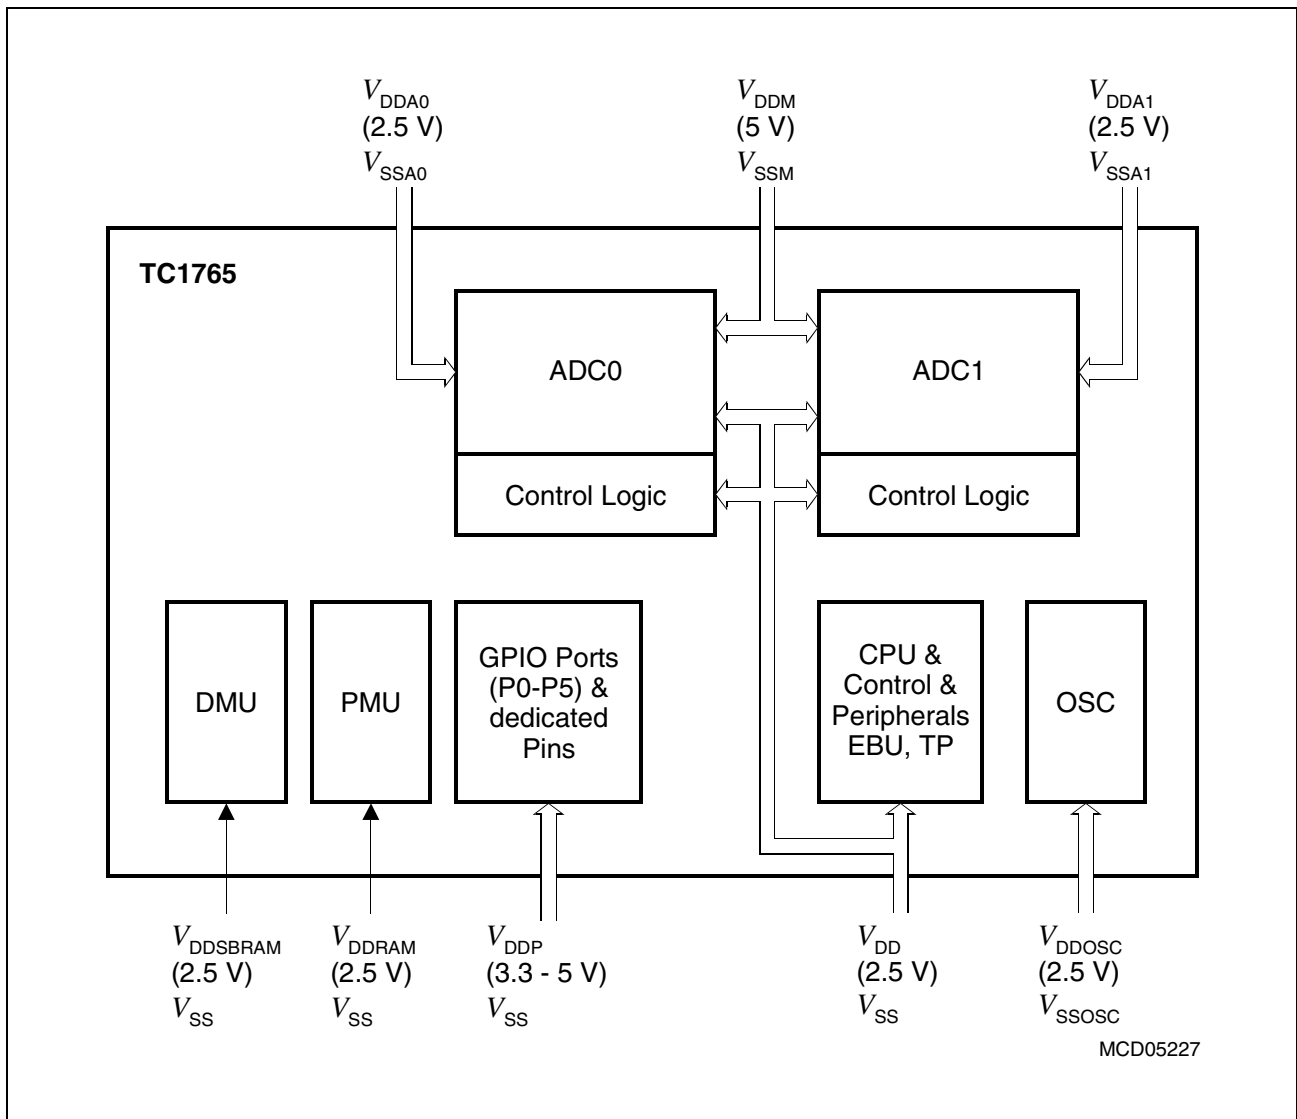 VDDA0
(2.5 V)
VSSA0
VDDM
(5 V)
VSSM
VDDA1
(2.5 V)
VSSA1
TC1765
ADC0
ADC1
Control Logic
Control Logic
DMU
PMU
GPIO Ports
(P0-P5) &
dedicated
Pins
CPU &
Control &
Peripherals
EBU, TP
OSC
VDDSBRAM
(2.5 V)
VSS
VDDRAM
(2.5 V)
VSS
VDDP
(3.3 - 5 V)
VSS
VDD
(2.5 V)
VSS
VDDOSC
(2.5 V)
VSSOSC
MCD05227